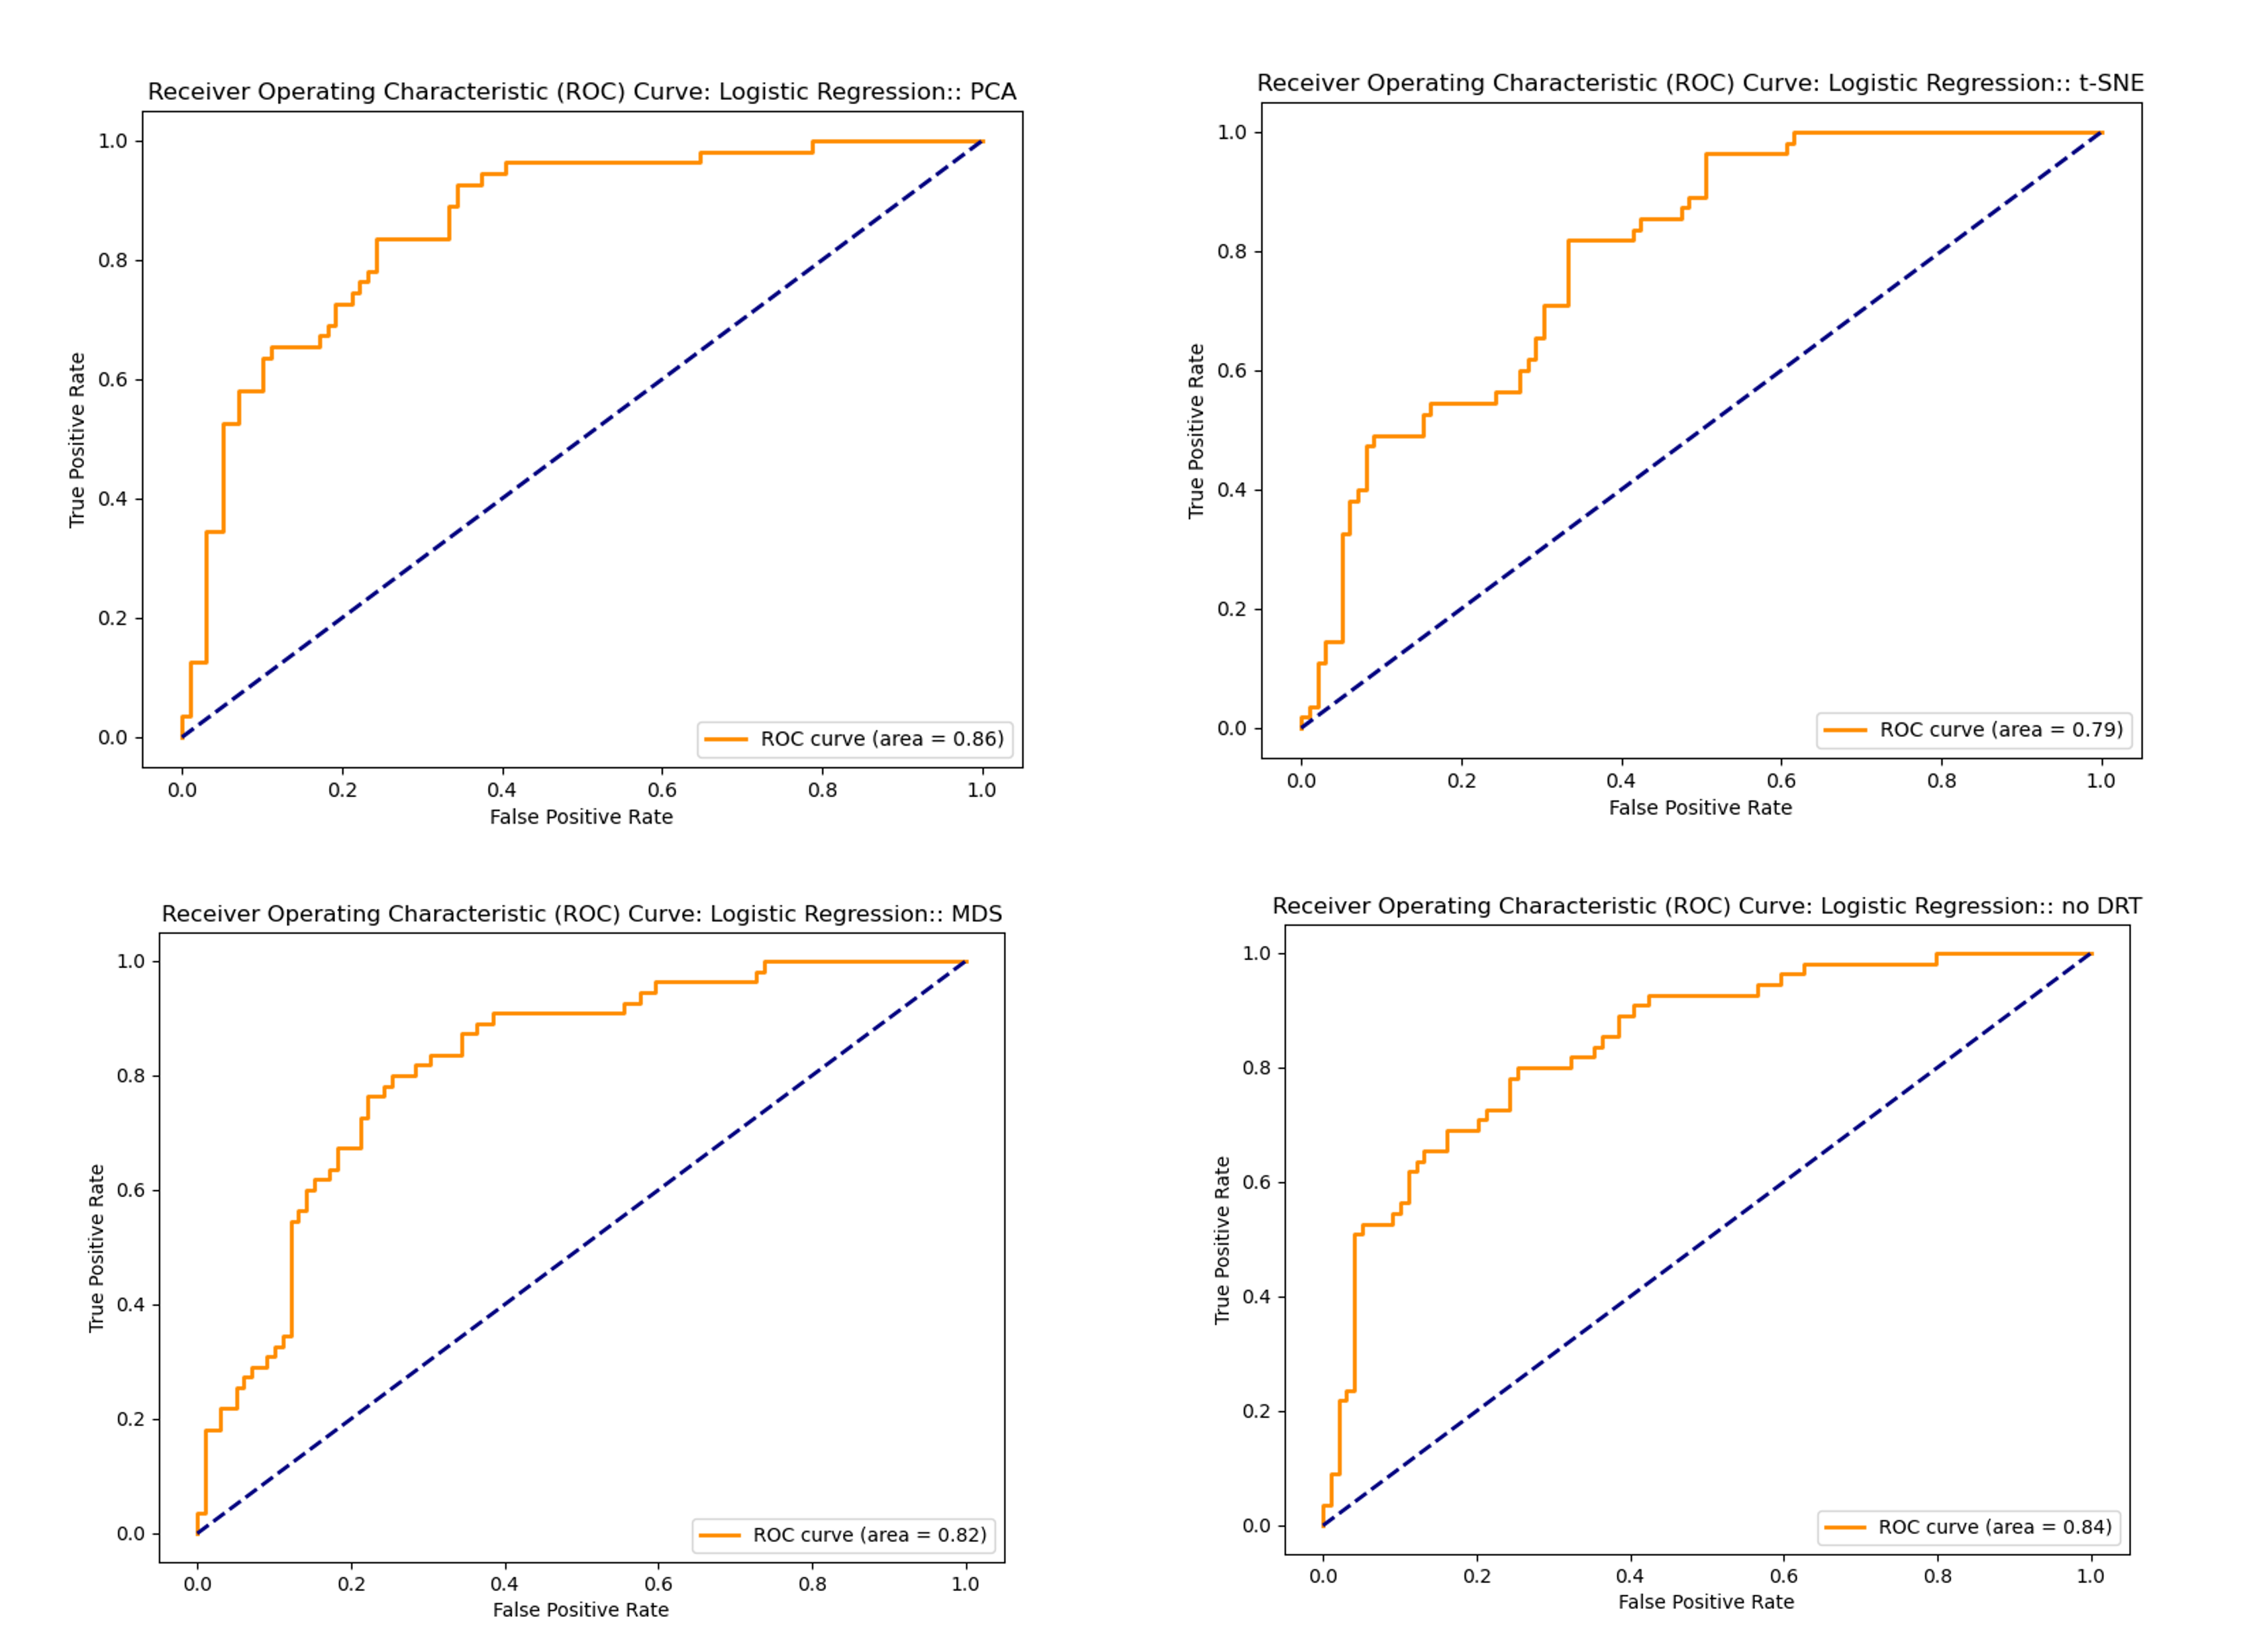 Receiver Operating Characteristic (ROC) Curve: Logistic Regression:: PCA
1.0
0.8
0.6
0.4
0.2
0.0
True Positive Rate
ROC curve (area = 0.86)
0.0 0.2 0.4 0.6 0.8 1.0
False Positive Rate
Receiver Operating Characteristic (ROC) Curve: Logistic Regression:: t-SNE
1.0
0.8
0.6
0.4
0.2
0.0
True Positive Rate
ROC curve (area = 0.79)
0.0 0.2 0.4 0.6 0.8 1.0
False Positive Rate
Receiver Operating Characteristic (ROC) Curve: Logistic Regression:: MDS
1.0
0.8
0.6
0.4
0.2
0.0
True Positive Rate
ROC curve (area = 0.82)
0.0 0.2 0.4 0.6 0.8 1.0
False Positive Rate
Receiver Operating Characteristic (ROC) Curve: Logistic Regression:: no DRT
1.0
0.8
0.6
0.4
0.2
0.0
True Positive Rate
ROC curve (area = 0.84)
0.0 0.2 0.4 0.6 0.8 1.0
False Positive Rate